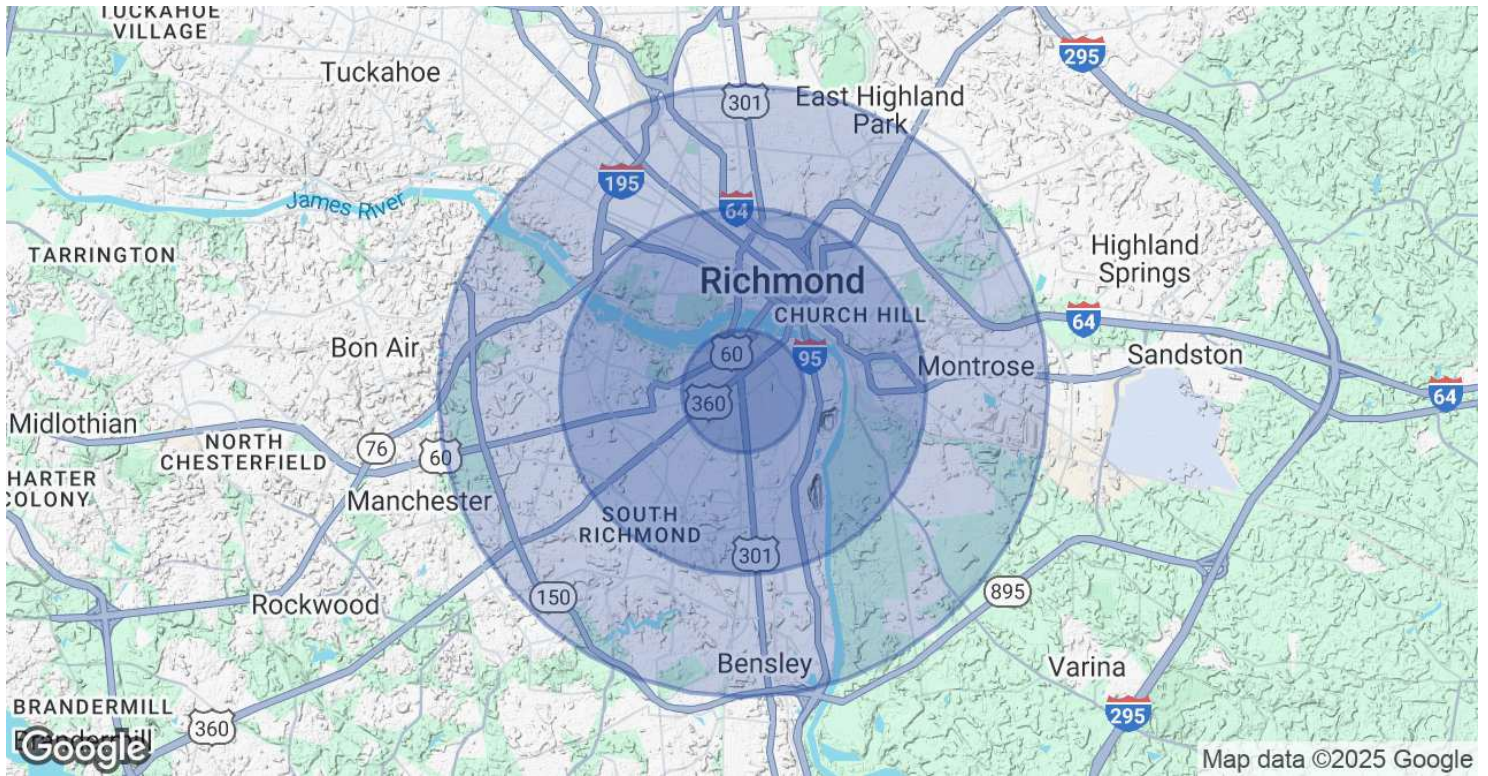 TUCKAHOE
VILLAGE
Tuckahoe
295
301
East Highland
Park
195
James River
64
TARRINGTON
Highland
Springs
Richmond
CHURCH HILL
64
Bon Air
60
95
Montrose
Sandston
64
360
Midlothian
NORTH
CHESTERFIELD
76
60
HARTER
COLONY
Manchester
SOUTH
RICHMOND
301
150
895
Rockwood
Bensley
Varina
BRANDERMILL
360
295
Brandermill
Google
Map data ©2025 Google